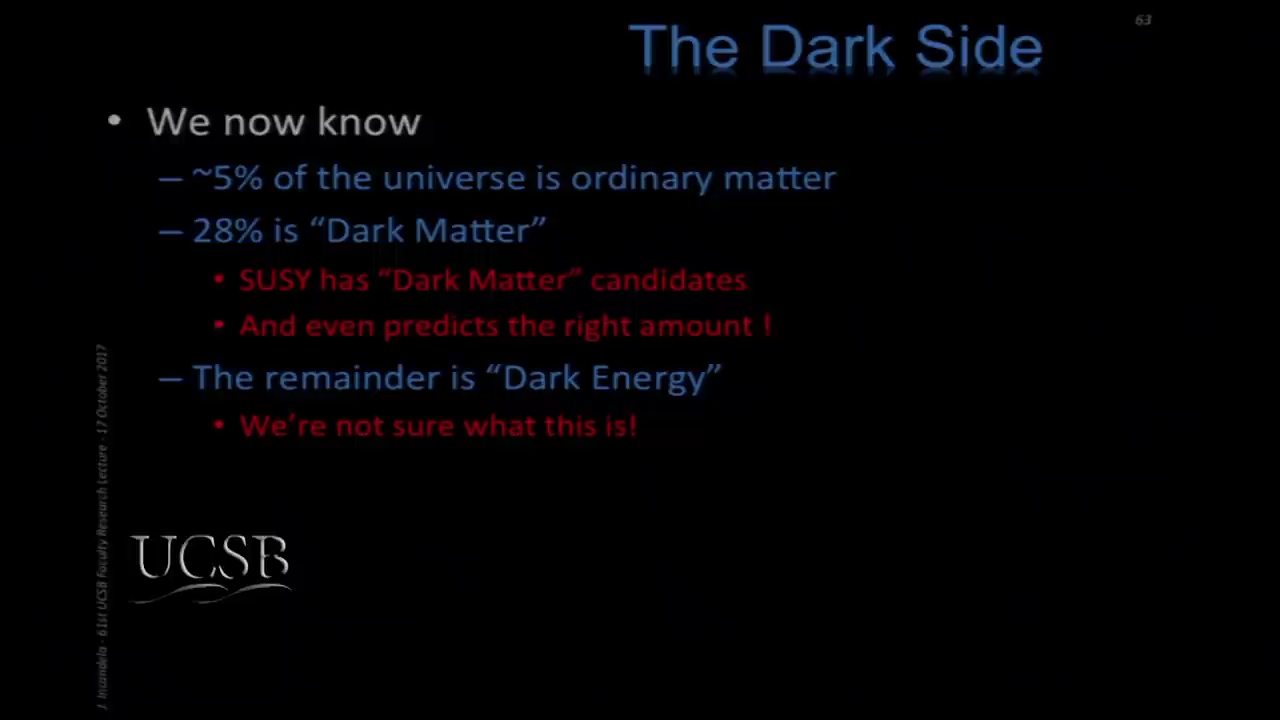 63
The Dark Side
• We now know
– ~5% of the universe is ordinary matter
– 28% is “Dark Matter”
• SUSY has “Dark Matter” candidates
• And even predicts the right amount !
– The remainder is “Dark Energy”
• We’re not sure what this is!
J. Incandela - 61st UCSB Faculty Research Lecture - 17 October 2017
UCSB